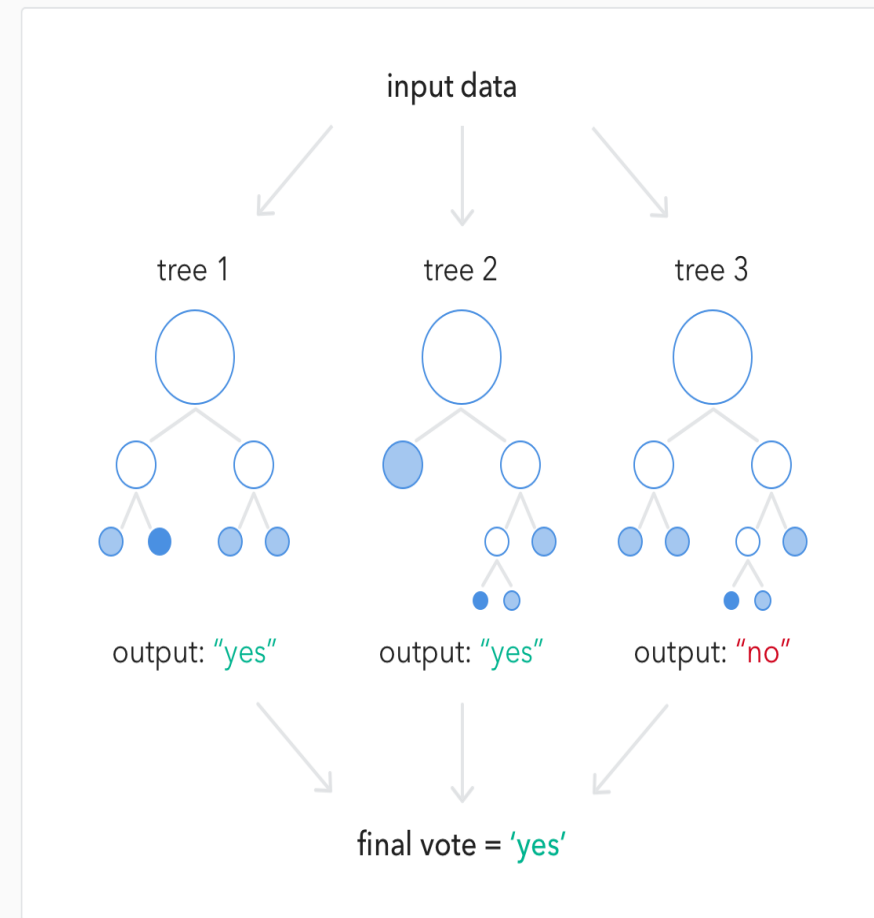 input data
tree 1
tree 2
tree 3
output: “yes”
output: “yes”
output: “no”
final vote = ‘yes’